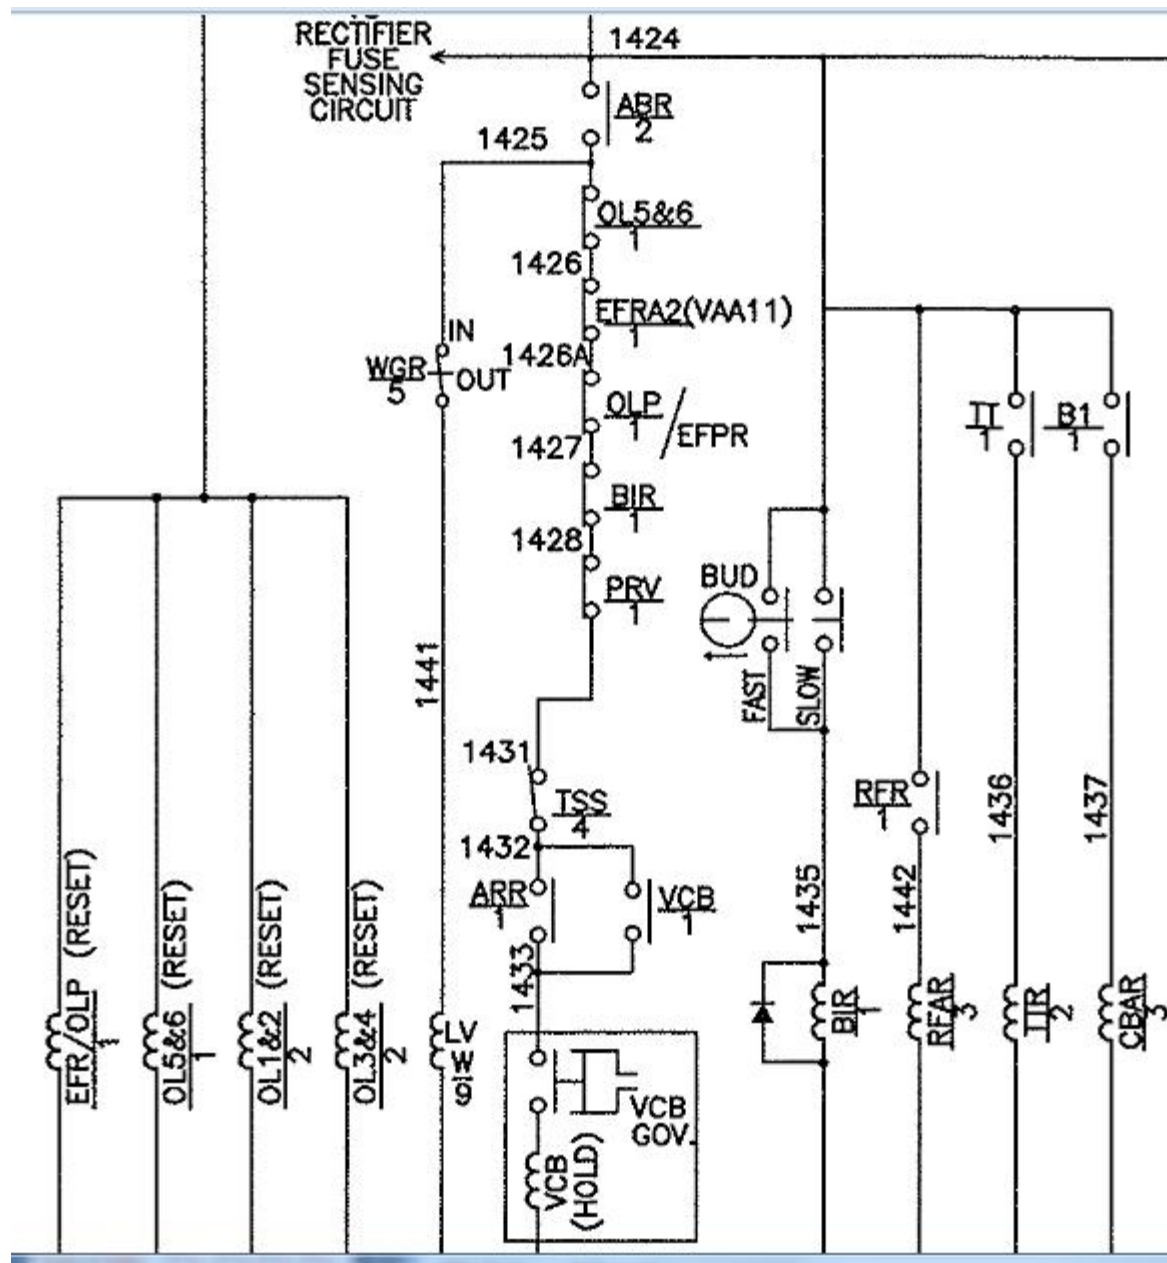 RECTIFIER
FUSE
SENSING
CIRCUIT
1424
ABR
2
1425
OL5&6
1
1426
EFRA2(VAA11)
1
IN
1426A
WGR
5
OUT
OLP
1
EFPR
1427
TT
1
B1
1
BIR
1
1428
PRV
1
BUD
1441
FAST
SLOW
1431
TSS
4
RFR
1
1436
1437
1432
ARR
1
VCB
1
1435
1442
1433
EFR/OLP (RESET)
1
OL5&6 (RESET)
1
OL1&2 (RESET)
2
OL3&4 (RESET)
2
LV
W
BIR
1
RFAR
3
TTR
2
CBAR
3
VCB
GOV.
VCB
(HOLD)